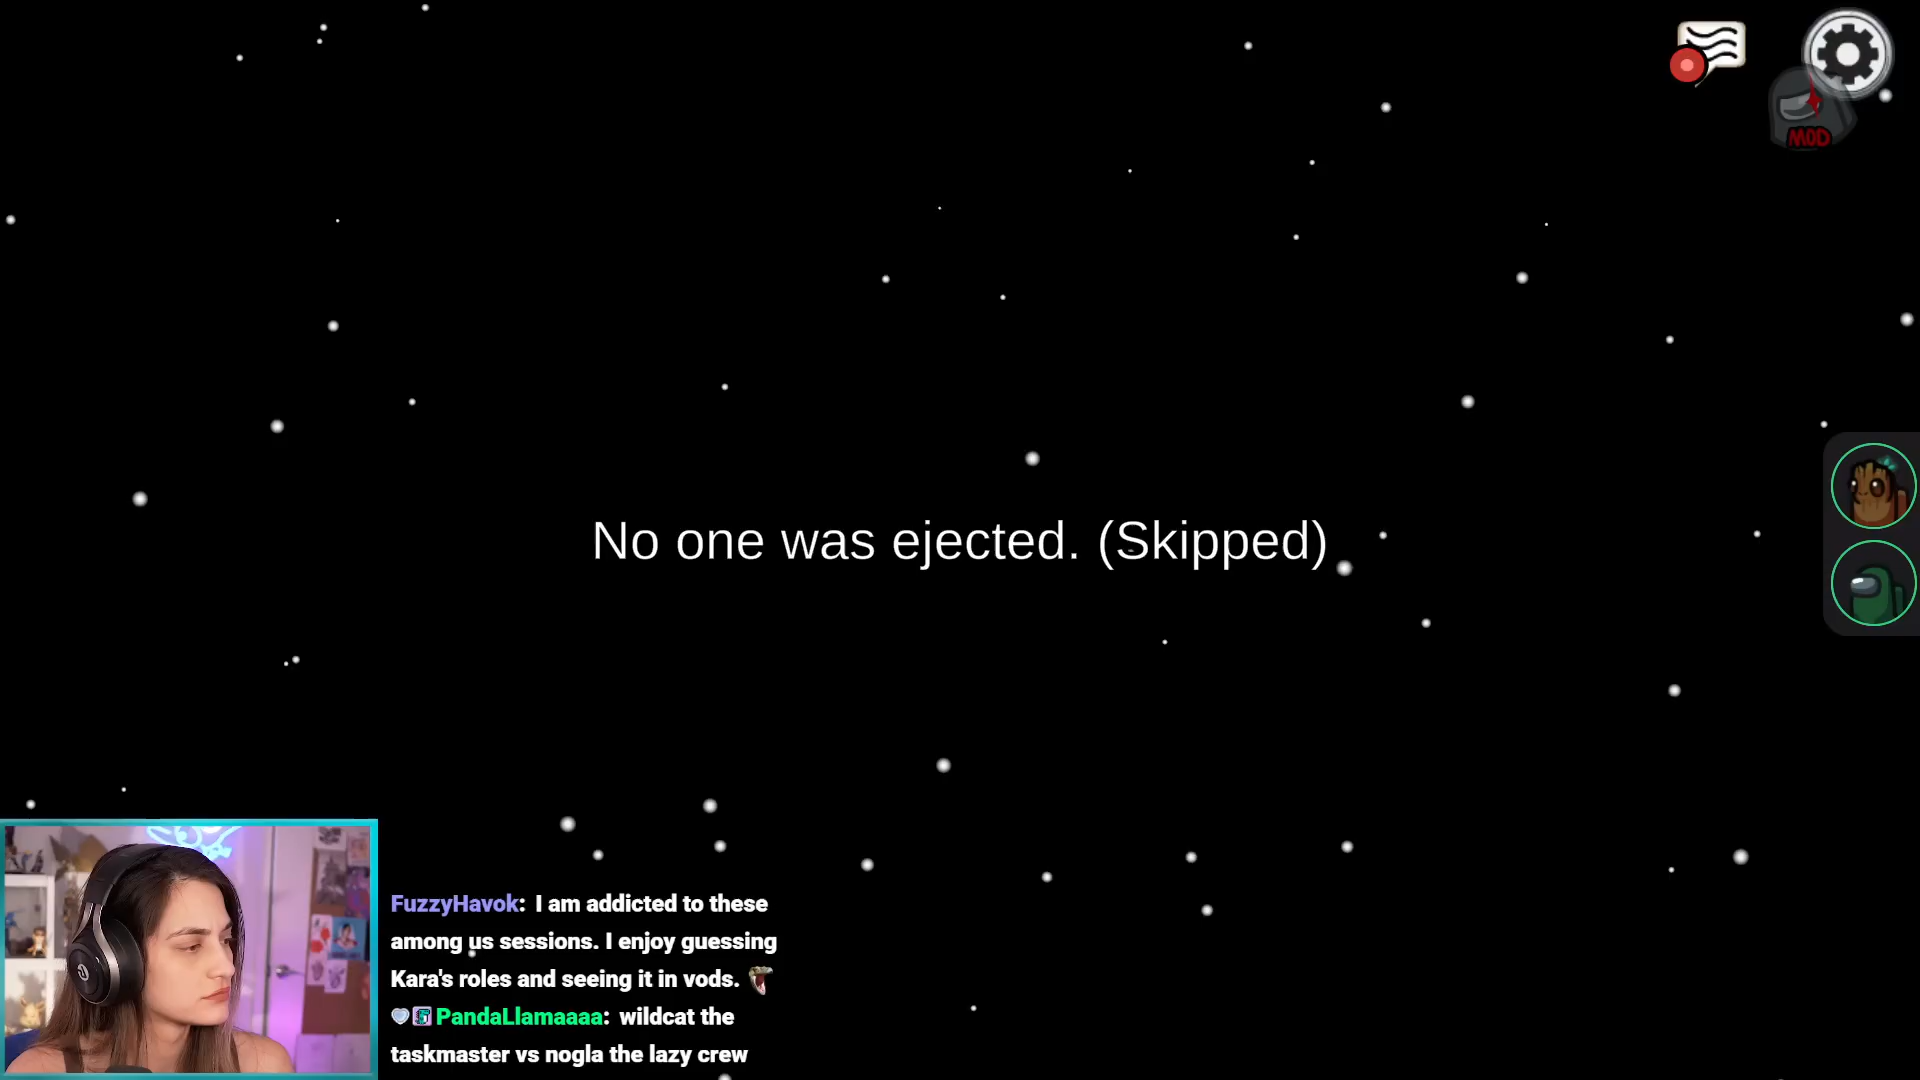 MOD
No one was ejected. (Skipped)
FuzzyHavok: I am addicted to these
among us sessions. I enjoy guessing
Kara's roles and seeing it in vods.
PandaLlamaaaa: wildcat the
taskmaster vs nogla the lazy crew